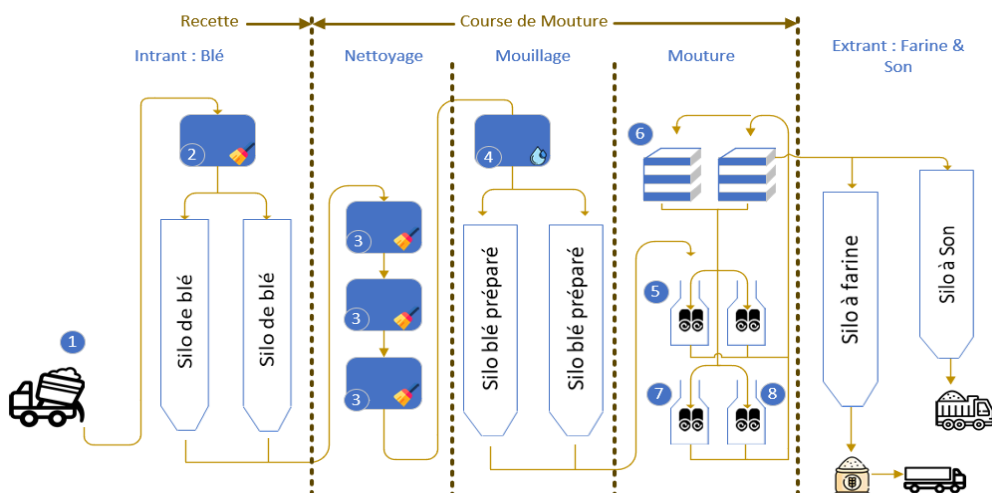 Recette
Course de Mouture
Intrant : Blé
Nettoyage
Mouillage
Mouture
Extrant : Farine &
Son
1
2
Silo de blé
Silo de blé
3
3
3
4
Silo blé préparé
Silo blé préparé
6
5
7
8
Silo à farine
Silo à Son